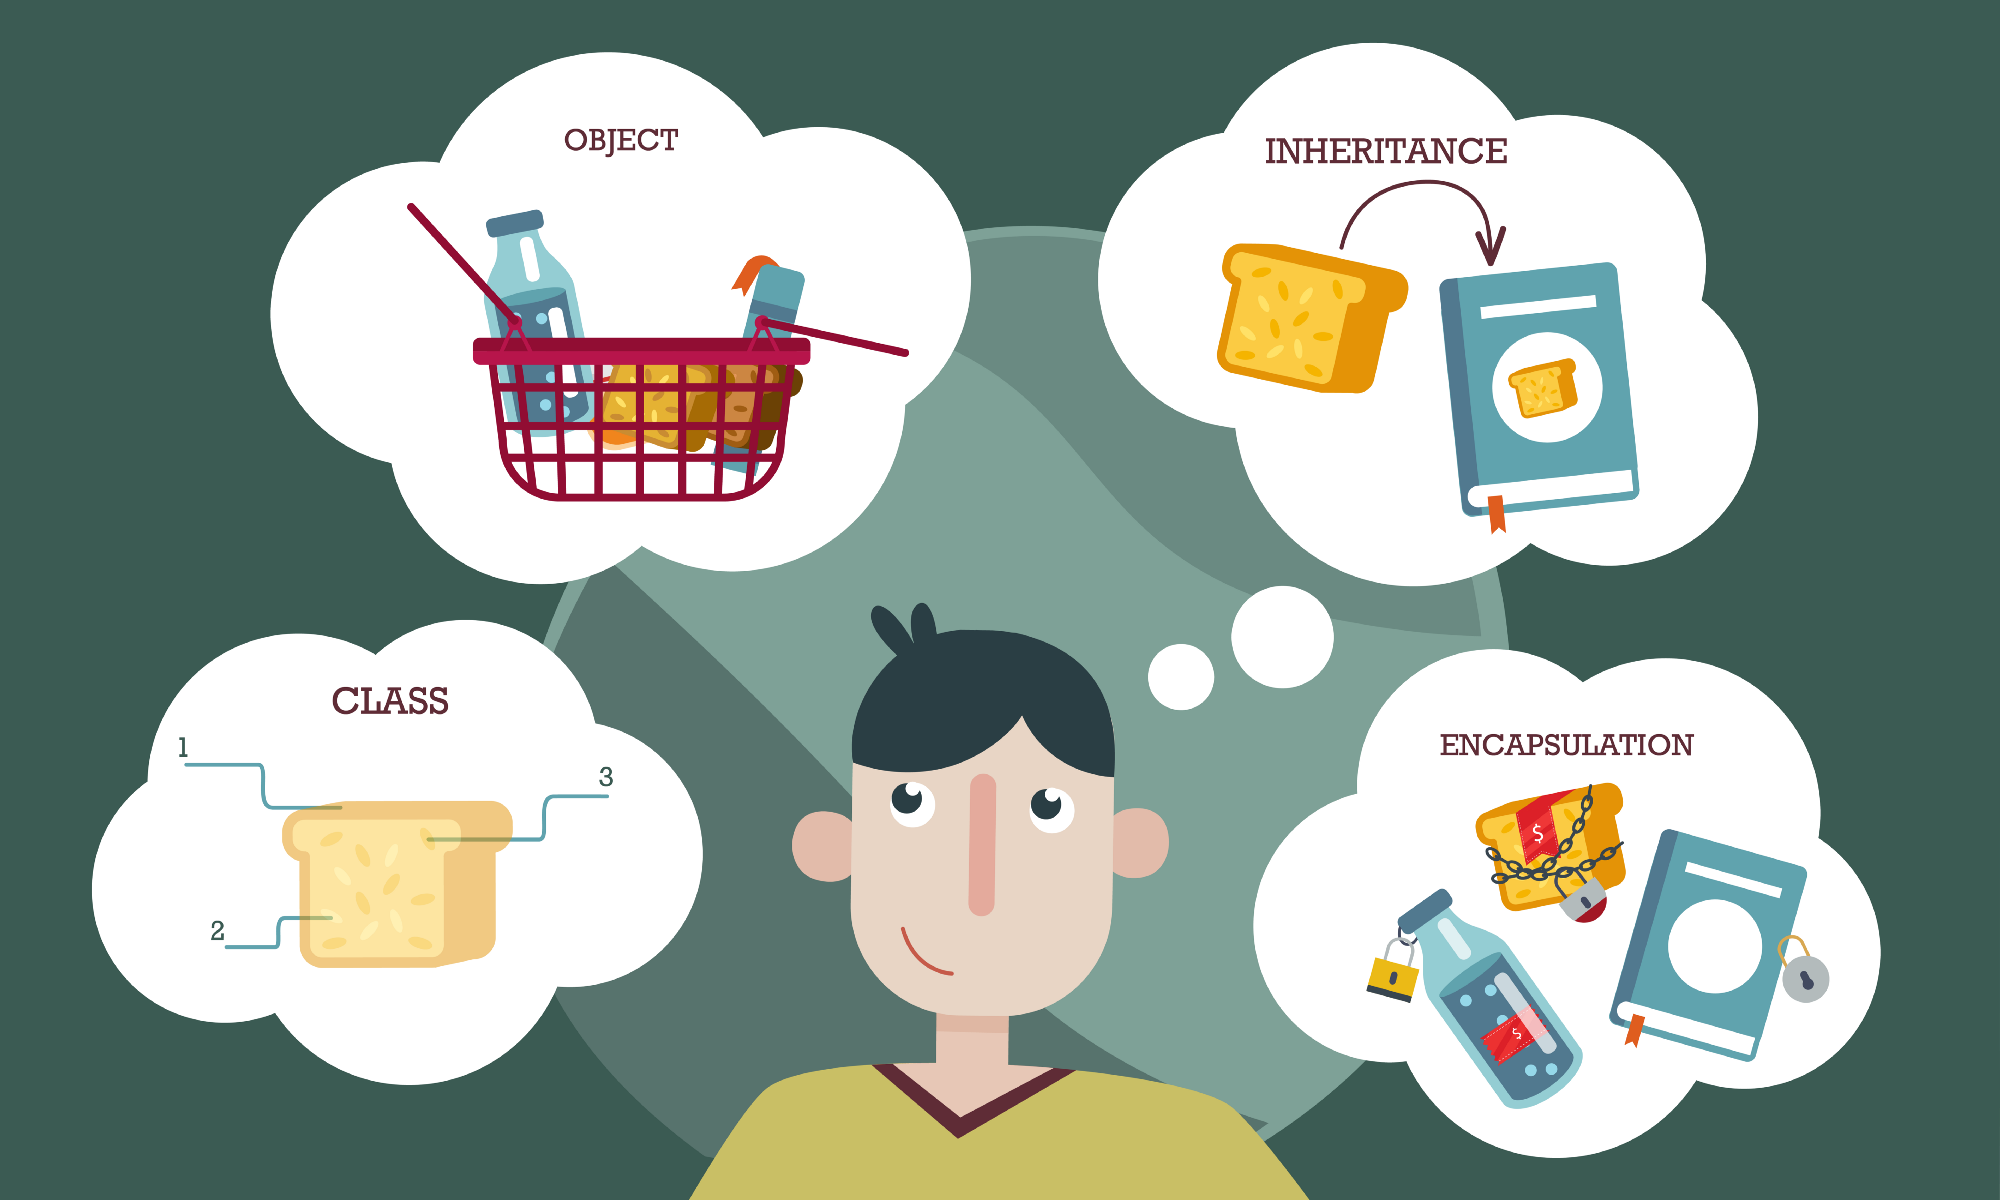 OBJECT
INHERITANCE
CLASS
1
3
2
ENCAPSULATION
$
$